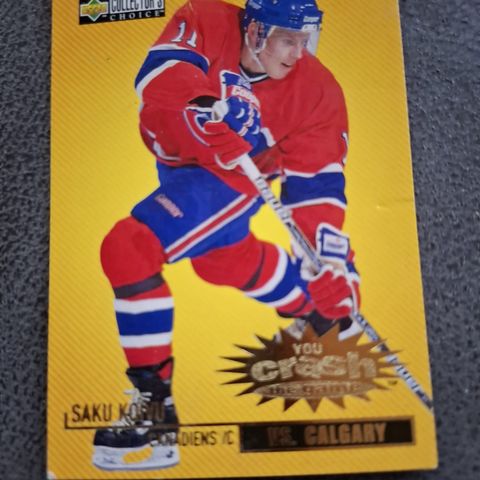 COLLECTOR'S
CHOICE
11
YOU
crash
the game
SAKU KOIVU
CANADIENS /C
VS. CALGARY